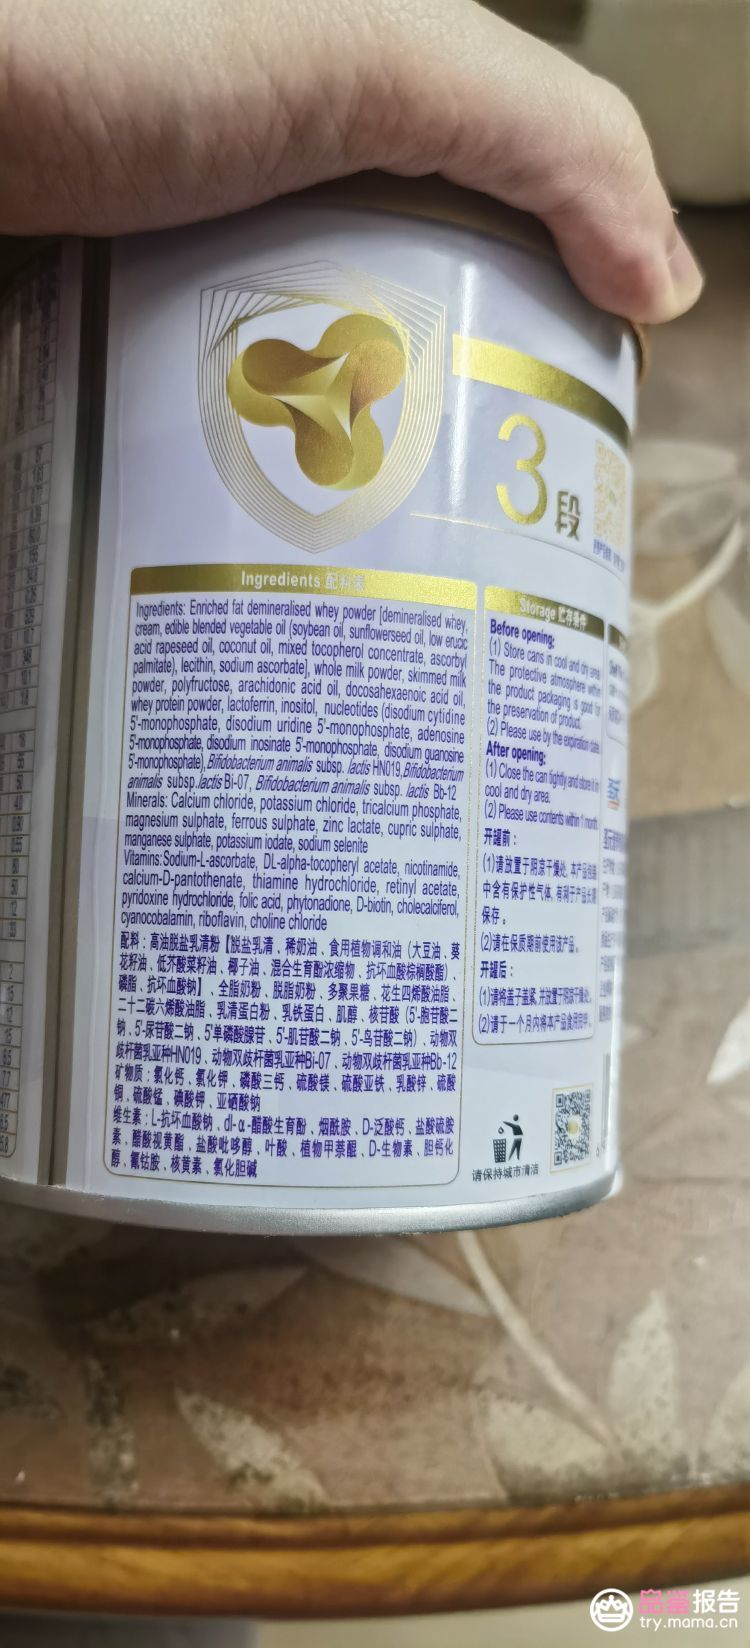 3段
Ingredients 配料表
Ingredients: Enriched fat demineralised whey powder [demineralised whey,
cream, edible blended vegetable oil (soybean oil, sunflowerseed oil, low erucic
acid rapeseed oil, coconut oil, mixed tocopherol concentrate, ascorbyl
palmitate), lecithin, sodium ascorbate], whole milk powder, skimmed milk
powder, polyfructose, arachidonic acid oil, docosahexaenoic acid oil,
whey protein powder, lactoferrin, inositol, nucleotides (disodium cytidine
5'-monophosphate, disodium uridine 5'-monophosphate, adenosine
5'-monophosphate, disodium inosinate 5'-monophosphate, disodium guanosine
5'-monophosphate), Bifidobacterium animalis subsp. lactis HN019, Bifidobacterium
animalis subsp. lactis Bi-07, Bifidobacterium animalis subsp. lactis Bb-12
Minerals: Calcium chloride, potassium chloride, tricalcium phosphate,
magnesium sulphate, ferrous sulphate, zinc lactate, cupric sulphate,
manganese sulphate, potassium iodate, sodium selenite
Vitamins: Sodium-L-ascorbate, DL-alpha-tocopheryl acetate, nicotinamide,
calcium-D-pantothenate, thiamine hydrochloride, retinyl acetate,
pyridoxine hydrochloride, folic acid, phytonadione, D-biotin, cholecalciferol,
cyanocobalamin, riboflavin, choline chloride
配料:高油脱盐乳清粉【脱盐乳清、稀奶油、食用植物调和油(大豆油、葵
花籽油、低芥酸菜籽油、椰子油、混合生育酚浓缩物、抗坏血酸棕榈酸酯)、
磷脂、抗坏血酸钠】、全脂奶粉、脱脂奶粉、多聚果糖、花生四烯酸油脂、
二十二碳六烯酸油脂、乳清蛋白粉、乳铁蛋白、肌醇、核苷酸(5'-胞苷酸二
钠、5'-尿苷酸二钠、5'单磷酸腺苷、5'-肌苷酸二钠、5'-鸟苷酸二钠)、动物双
歧杆菌乳亚种HN019、动物双歧杆菌乳亚种Bi-07、动物双歧杆菌乳亚种Bb-12
矿物质:氯化钙、氯化钾、磷酸三钙、硫酸镁、硫酸亚铁、乳酸锌、硫酸
铜、硫酸锰、碘酸钾、亚硒酸钠
维生素:L-抗坏血酸钠、dl-α-醋酸生育酚、烟酰胺、D-泛酸钙、盐酸硫胺
素、醋酸视黄酯、盐酸吡哆醇、叶酸、植物甲萘醌、D-生物素、胆钙化
醇、氰钴胺、核黄素、氯化胆碱
Storage 贮存条件
Before opening:
(1) Store cans in cool and dry area.
The protective atmosphere within
the product packaging is good for
the preservation of product.
(2) Please use by the expiration date
After opening:
(1) Close the can tightly and store it in
cool and dry area.
(2) Please use contents within 1 month.
开罐前:
(1)请放置于阴凉干燥处,本产品包装
中含有保护性气体,有利于产品长期
保存。
(2)请在保质期前使用该产品。
开罐后:
(1)请将盖子盖紧,并放置于阴凉干燥处。
(2)请于一个月内将本产品食用完毕。
请保持城市清洁
品鉴报告
try.mama.cn